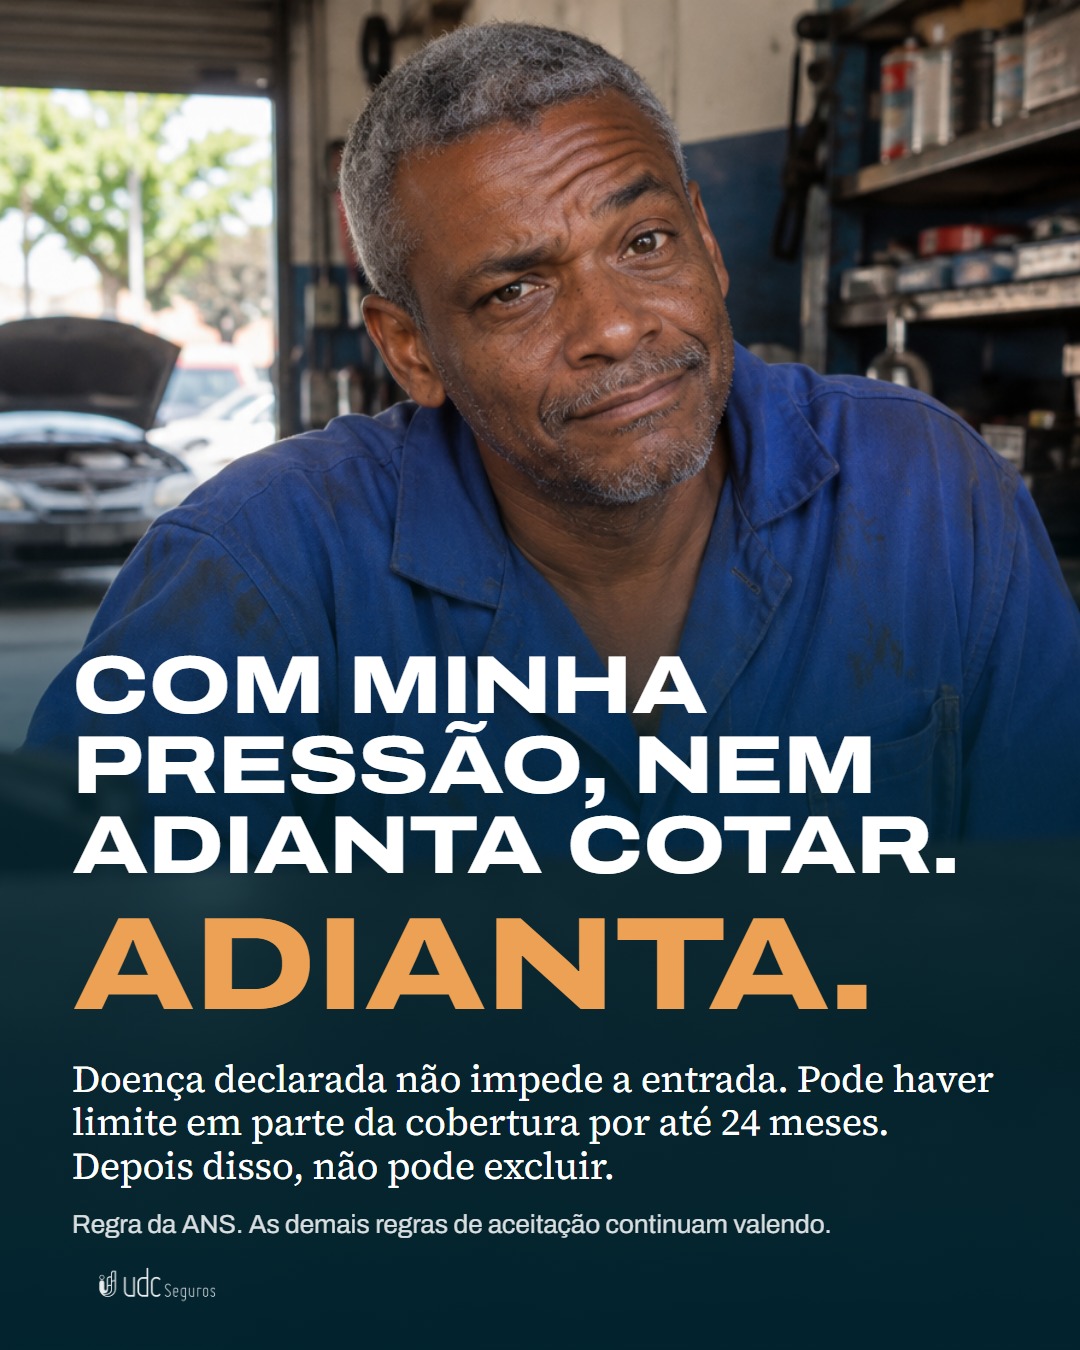 COM MINHA
PRESSÃO, NEM
ADIANTA COTAR.
ADIANTA.
Doença declarada não impede a entrada. Pode haver
limite em parte da cobertura por até 24 meses.
Depois disso, não pode excluir.
Regra da ANS. As demais regras de aceitação continuam valendo.
udc Seguros